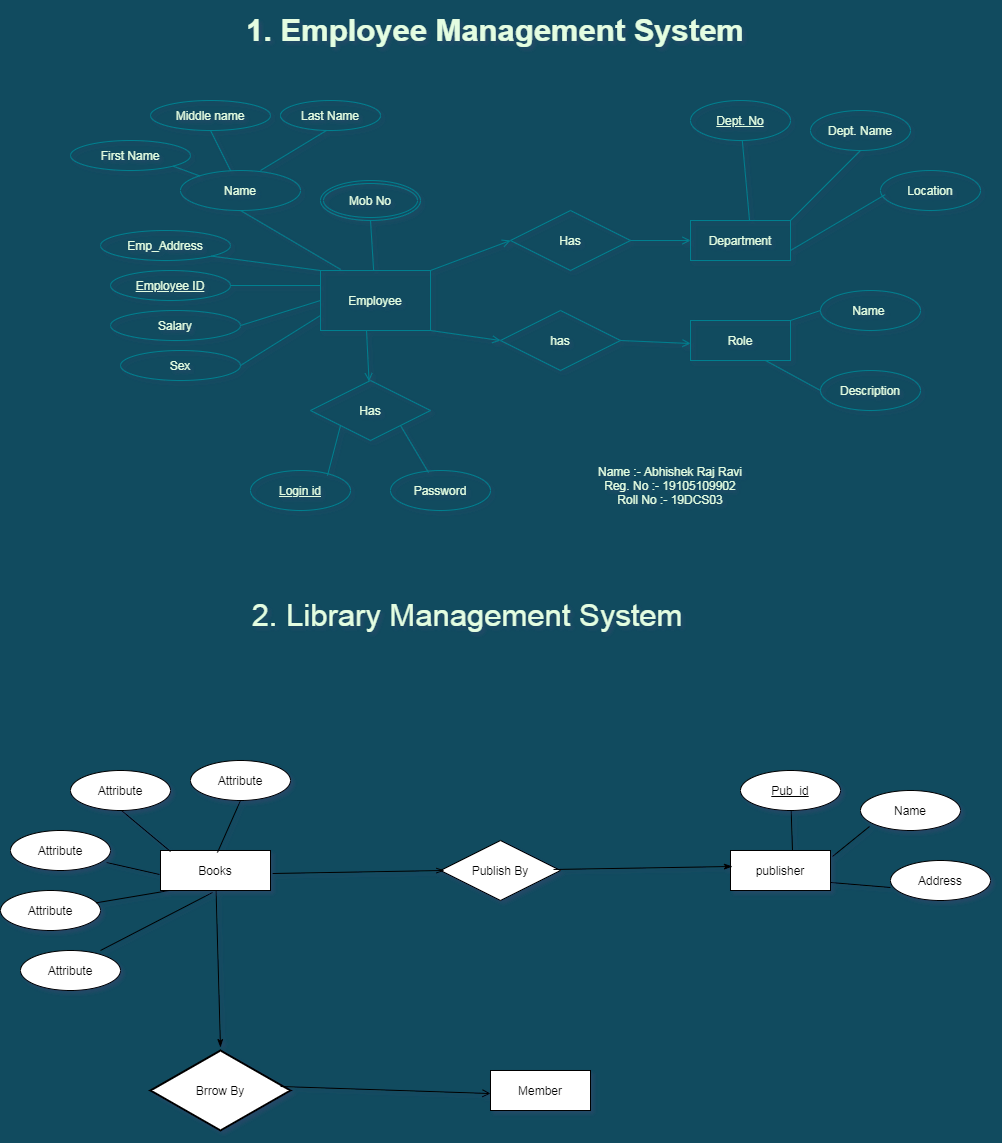 1. Employee Management System
Middle name
Last Name
First Name
Name
Mob No
Emp_Address
Employee ID
Salary
Sex
Employee
Has
Department
Dept. No
Dept. Name
Location
has
Role
Name
Description
Has
Login id
Password
Name :- Abhishek Raj Ravi
Reg. No :- 19105109902
Roll No :- 19DCS03
2. Library Management System
Attribute
Attribute
Attribute
Attribute
Attribute
Books
Publish By
publisher
Pub_id
Name
Address
Brrow By
Member